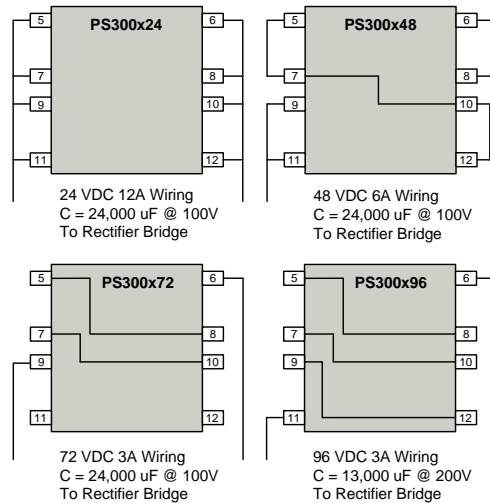 5 PS300x24 6
7 8
9 10
11 12
24 VDC 12A Wiring
C = 24,000 uF @ 100V
To Rectifier Bridge
5 PS300x48 6
7 8
9 10
11 12
48 VDC 6A Wiring
C = 24,000 uF @ 100V
To Rectifier Bridge
5 PS300x72 6
7 8
9 10
11 12
72 VDC 3A Wiring
C = 24,000 uF @ 100V
To Rectifier Bridge
5 PS300x96 6
7 8
9 10
11 12
96 VDC 3A Wiring
C = 13,000 uF @ 200V
To Rectifier Bridge